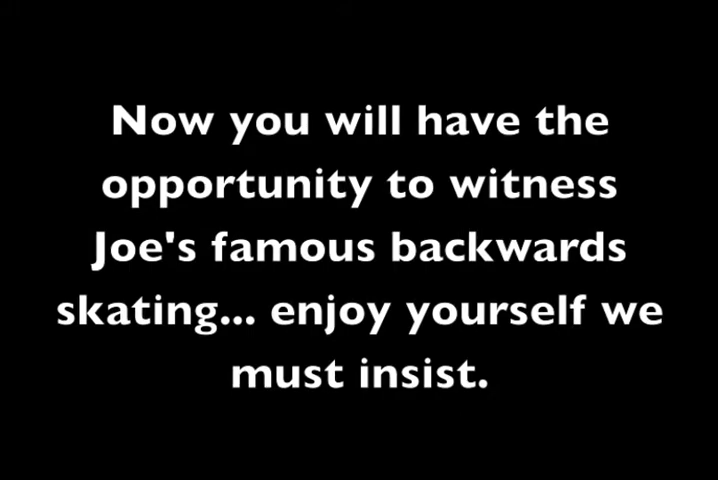 Now you will have the
opportunity to witness
Joe's famous backwards
skating... enjoy yourself we
must insist.